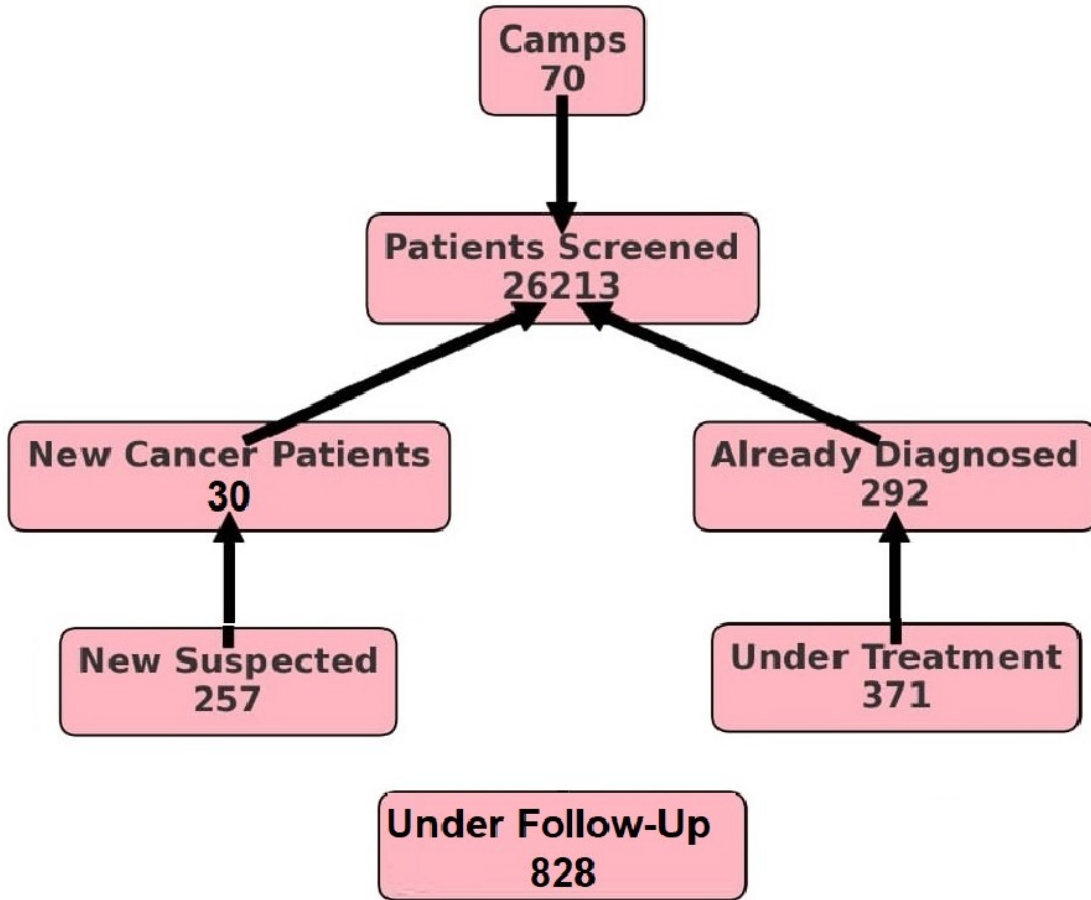 Camps
70
Patients Screened
26213
New Cancer Patients
30
Already Diagnosed
292
New Suspected
257
Under Treatment
371
Under Follow-Up
828